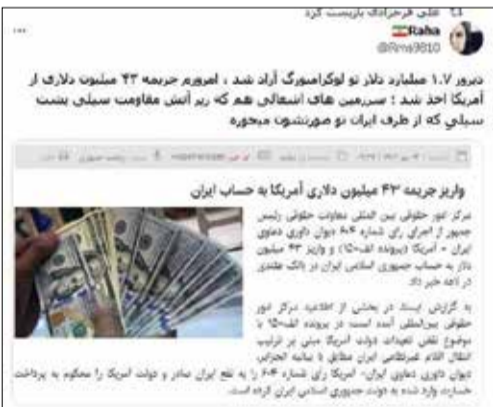 علی فرحزادی بازپست کرد
Raha
@Rma9810
دیروز ۱.۷ میلیارد دلار تو لوکزامبورگ آزاد شد ، امروزم جریمه ۴۳ میلیون دلاری از
آمریکا اخذ شد ؛ سرزمین های اشغالی هم که زیر آتش مقاومت سیلی پشت
سیلی که از طرف ایران تو صورتشون میخوره
واریز جریمه ۴۳ میلیون دلاری آمریکا به حساب ایران
مرکز امور حقوقی بین المللی معاونت حقوقی رئیس
جمهور از اجرای رای شماره ۶۰۴ دیوان داوری دعاوی
ایران - آمریکا (پرونده الف/۱۵) و واریز ۴۳ میلیون
دلار به حساب جمهوری اسلامی ایران در بانک هلندی
در لاهه خبر داد.
به گزارش ایسنا، در بخشی از اطلاعیه مرکز امور
حقوقی بین‌المللی آمده است: در پرونده الف/۱۵ با
موضوع نقض تعهدات دولت آمریکا مبنی بر ترتیب
انتقال اقلام غیرنظامی ایران مطابق با بیانیه الجزایر،
دیوان داوری دعاوی ایران- آمریکا رای شماره ۶۰۴ را به نفع ایران صادر و دولت آمریکا را محکوم به پرداخت
خسارت وارد شده به دولت جمهوری اسلامی ایران کرده است.